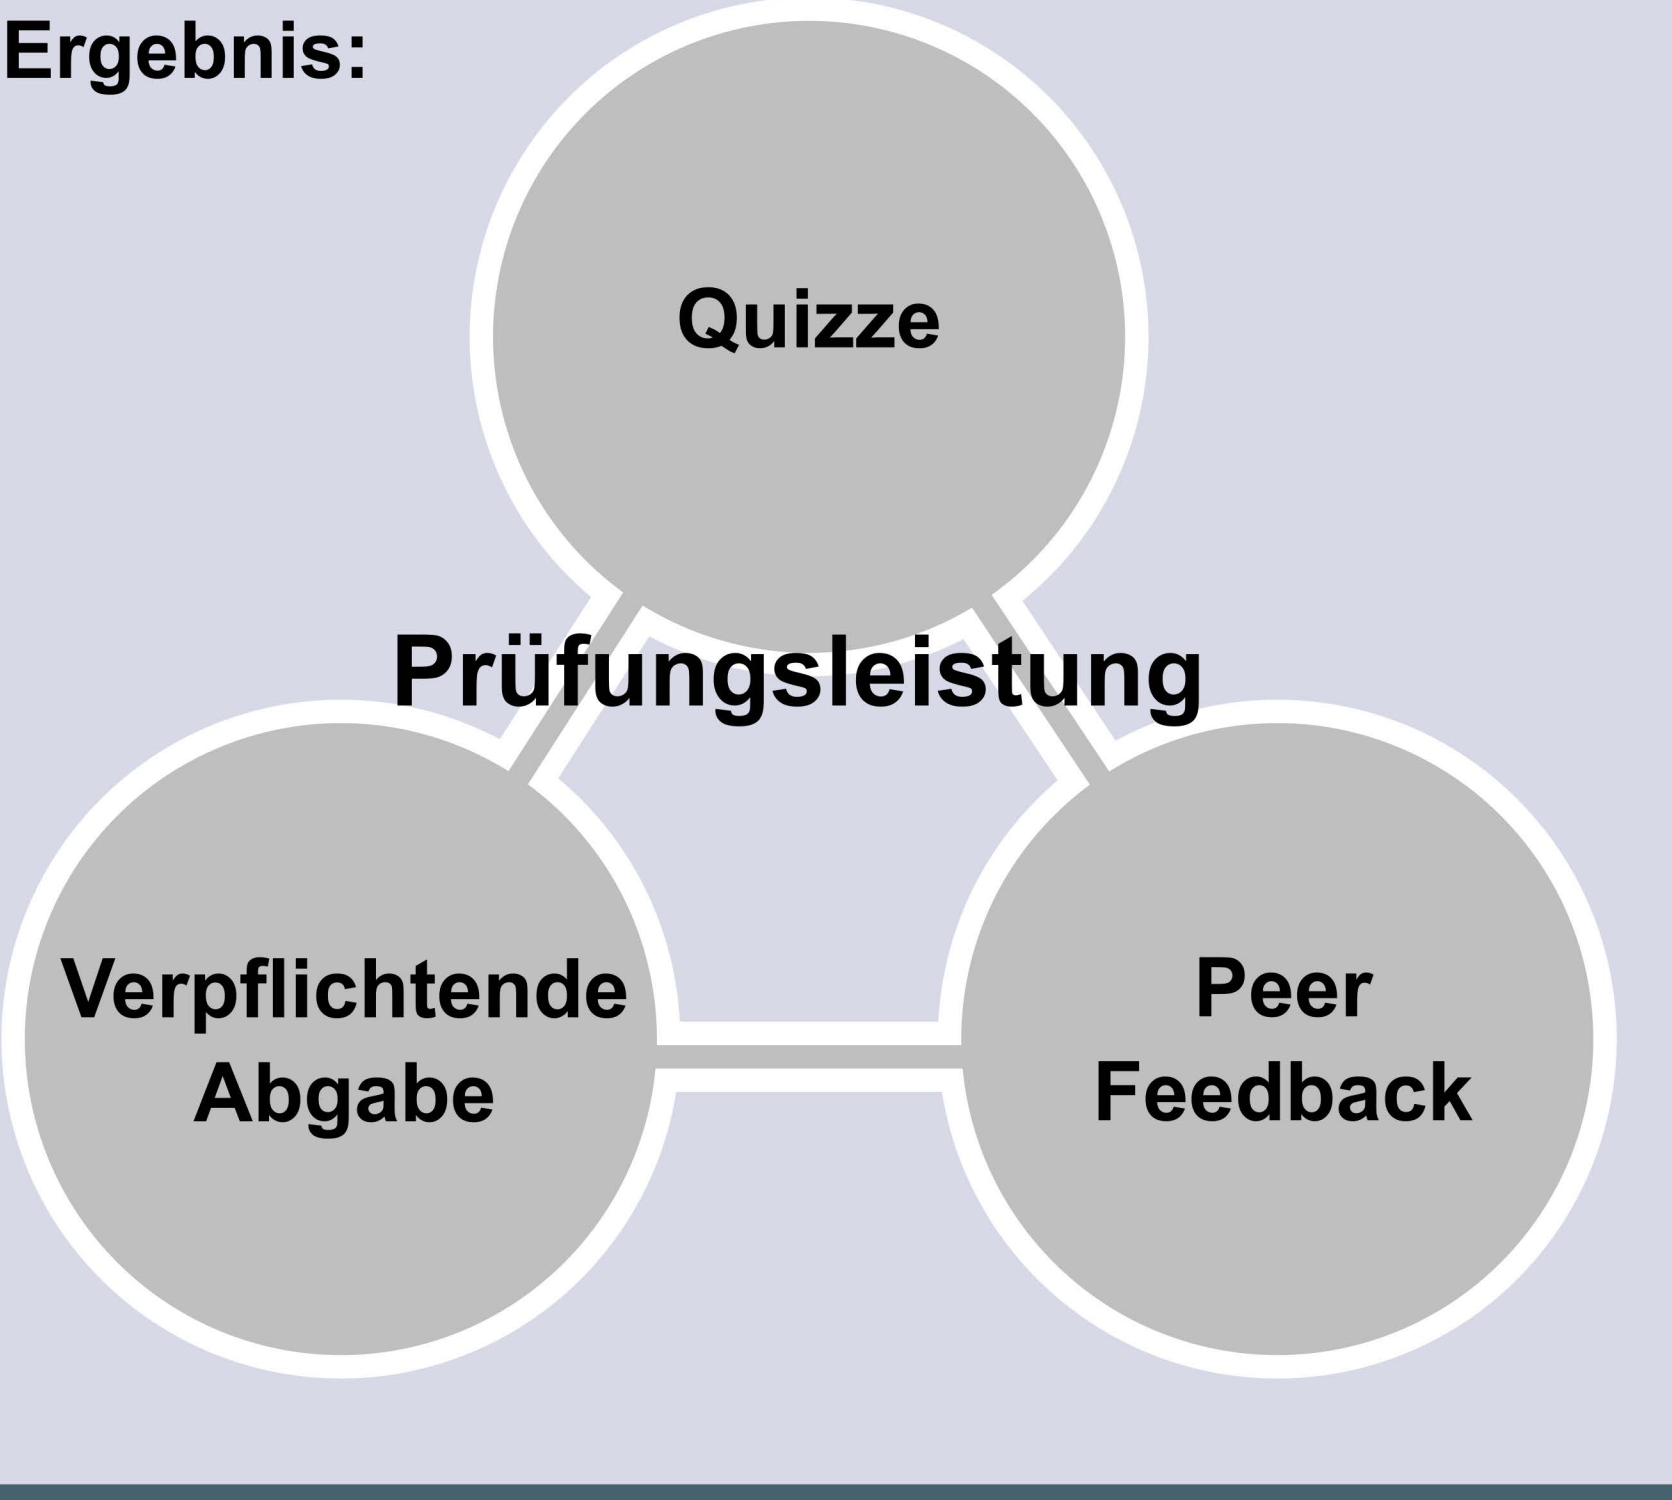 Ergebnis:
Quizze
Prüfungsleistung
Verpflichtende
Abgabe
Peer
Feedback